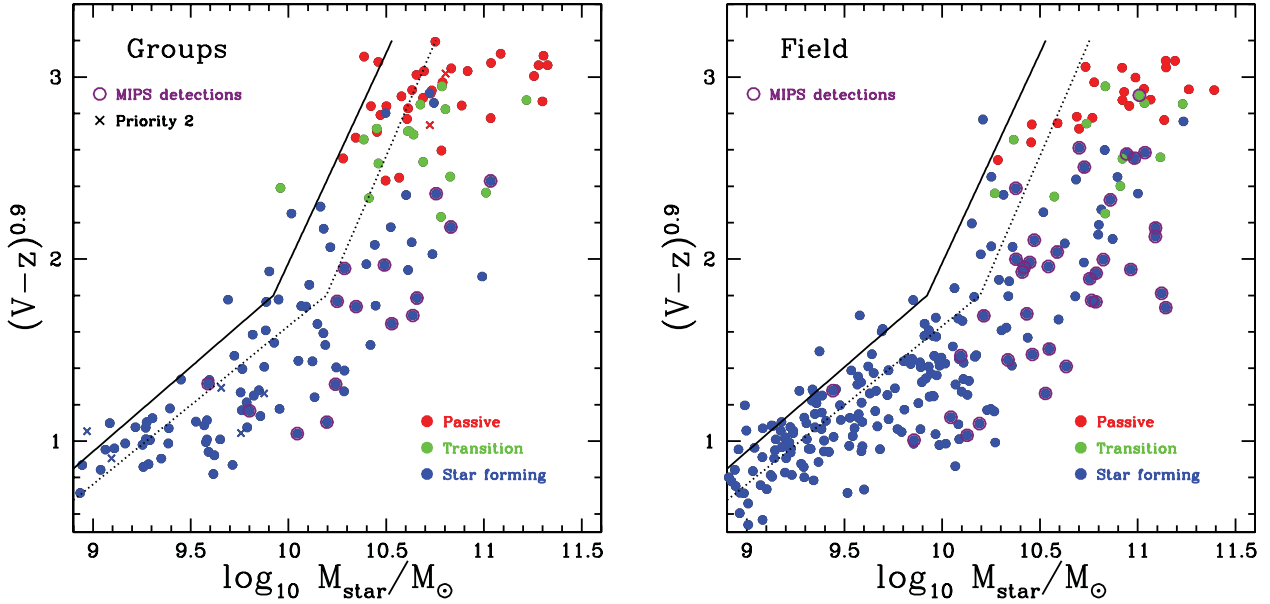 Groups
MIPS detections
Priority 2
Passive
Transition
Star forming
(V-z)^0.9
3
2
1
9 9.5 10 10.5 11 11.5
log10 Mstar/M⊙
Field
MIPS detections
Passive
Transition
Star forming
(V-z)^0.9
3
2
1
9 9.5 10 10.5 11 11.5
log10 Mstar/M⊙